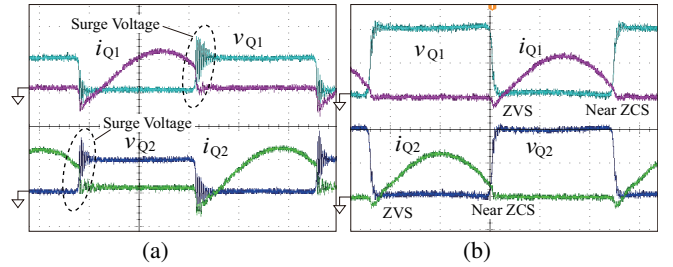 Surge Voltage
iQ1
vQ1
Surge Voltage
vQ2
iQ2
(a)
vQ1
iQ1
ZVS
Near ZCS
iQ2
vQ2
ZVS
Near ZCS
(b)